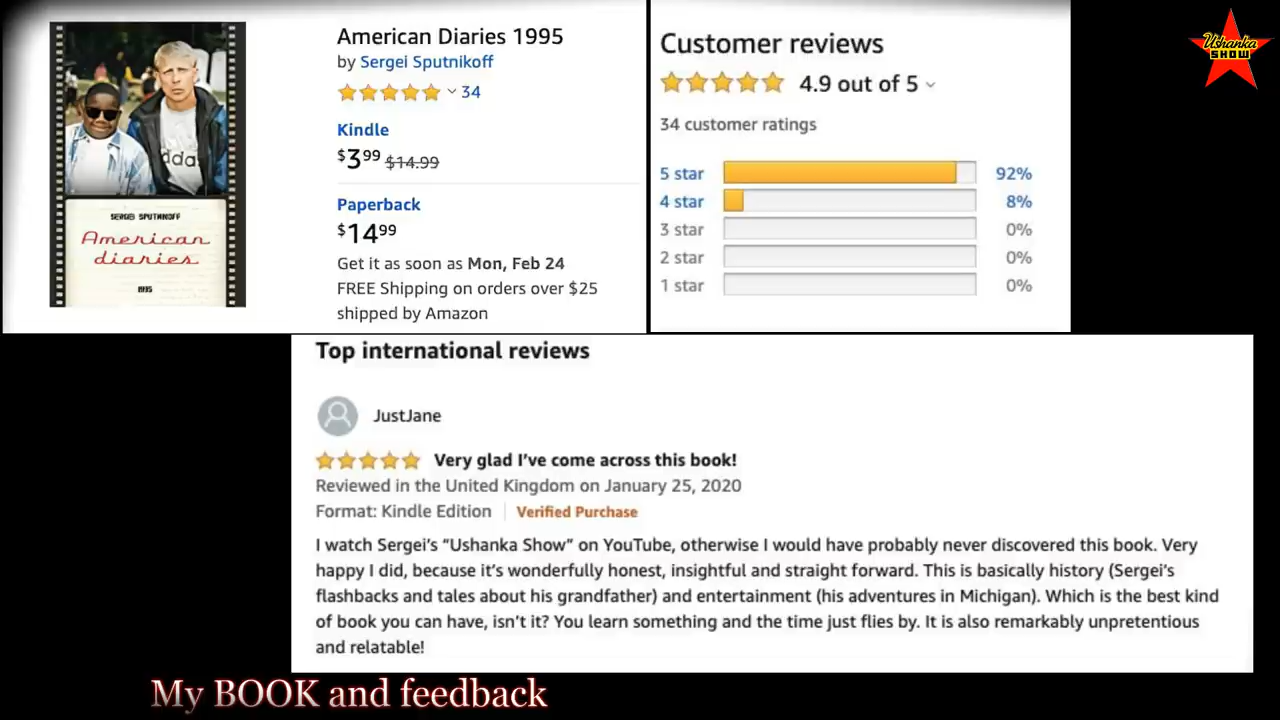 American Diaries 1995
by Sergei Sputnikoff
34
Kindle
$3.99 $14.99
Paperback
$14.99
Get it as soon as Mon, Feb 24
FREE Shipping on orders over $25
shipped by Amazon
SERGEI SPUTNIKOFF
American
diaries
1995
adidas
Customer reviews
4.9 out of 5
34 customer ratings
5 star 92%
4 star 8%
3 star 0%
2 star 0%
1 star 0%
Ushanka
SHOW
Top international reviews
JustJane
Very glad I've come across this book!
Reviewed in the United Kingdom on January 25, 2020
Format: Kindle Edition | Verified Purchase
I watch Sergei's “Ushanka Show” on YouTube, otherwise I would have probably never discovered this book. Very
happy I did, because it's wonderfully honest, insightful and straight forward. This is basically history (Sergei's
flashbacks and tales about his grandfather) and entertainment (his adventures in Michigan). Which is the best kind
of book you can have, isn't it? You learn something and the time just flies by. It is also remarkably unpretentious
and relatable!
My BOOK and feedback